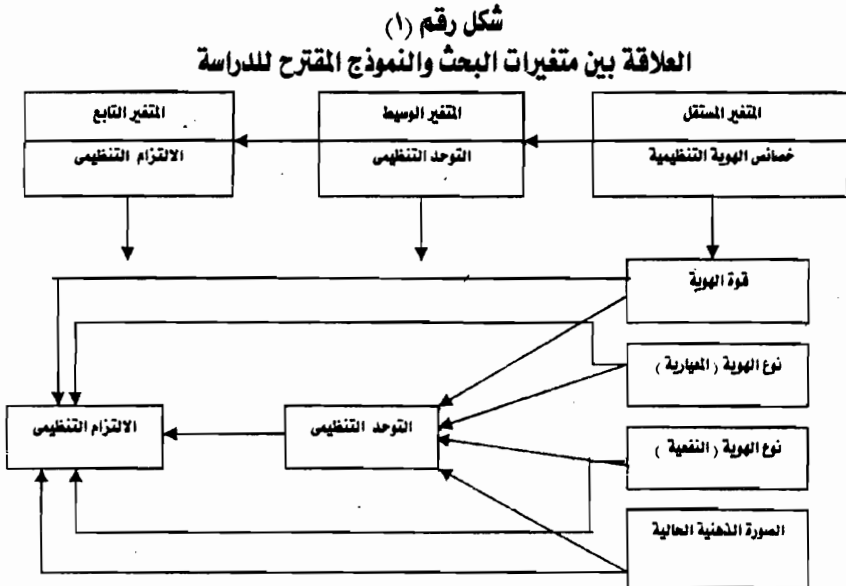 شكل رقم (١)
العلاقة بين متغيرات البحث والنموذج المقترح للدراسة
المتغير المستقل
المتغير الوسيط
المتغير التابع
خصائص الهوية التنظيمية
التوحد التنظيمى
الالتزام التنظيمى
قوة الهوية
نوع الهوية ( المعيارية )
نوع الهوية ( النفعية )
التوحد التنظيمى
الالتزام التنظيمى
الصورة الذهنية الحالية